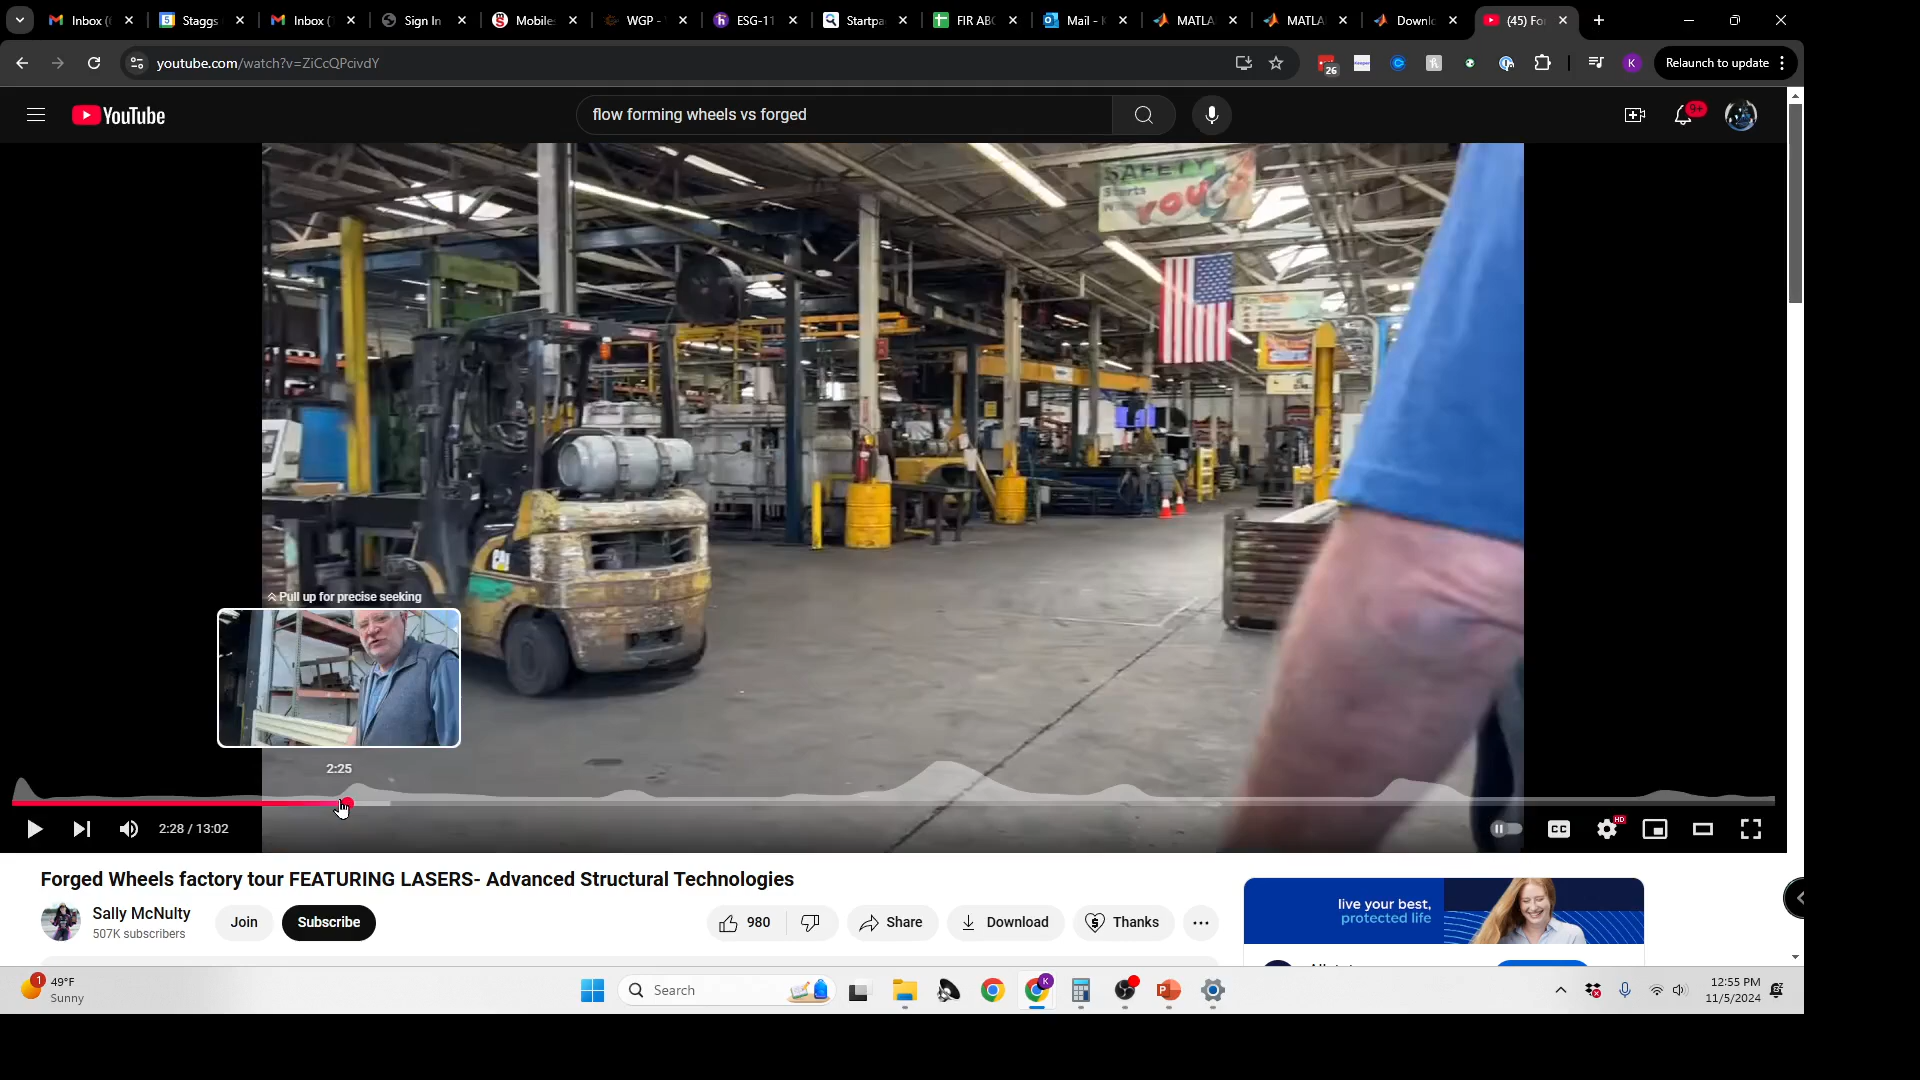 Inbox (
Staggs
Inbox (
Sign In
Mobile
WGP -
ESG-11
Startpa
FIR AB
Mail -
MATLA
MATLA
Downl
(45) Fo
youtube.com/watch?v=ZiCcQPcivdY
26
K
Relaunch to update
YouTube
flow forming wheels vs forged
9+
SAFETY
Starts
YOU
Pull up for precise seeking
2:25
2:28 / 13:02
CC
HD
Forged Wheels factory tour FEATURING LASERS- Advanced Structural Technologies
Sally McNulty
507K subscribers
Join
Subscribe
980
Share
Download
Thanks
live your best,
protected life
1
49°F
Sunny
Search
K
12:55 PM
11/5/2024